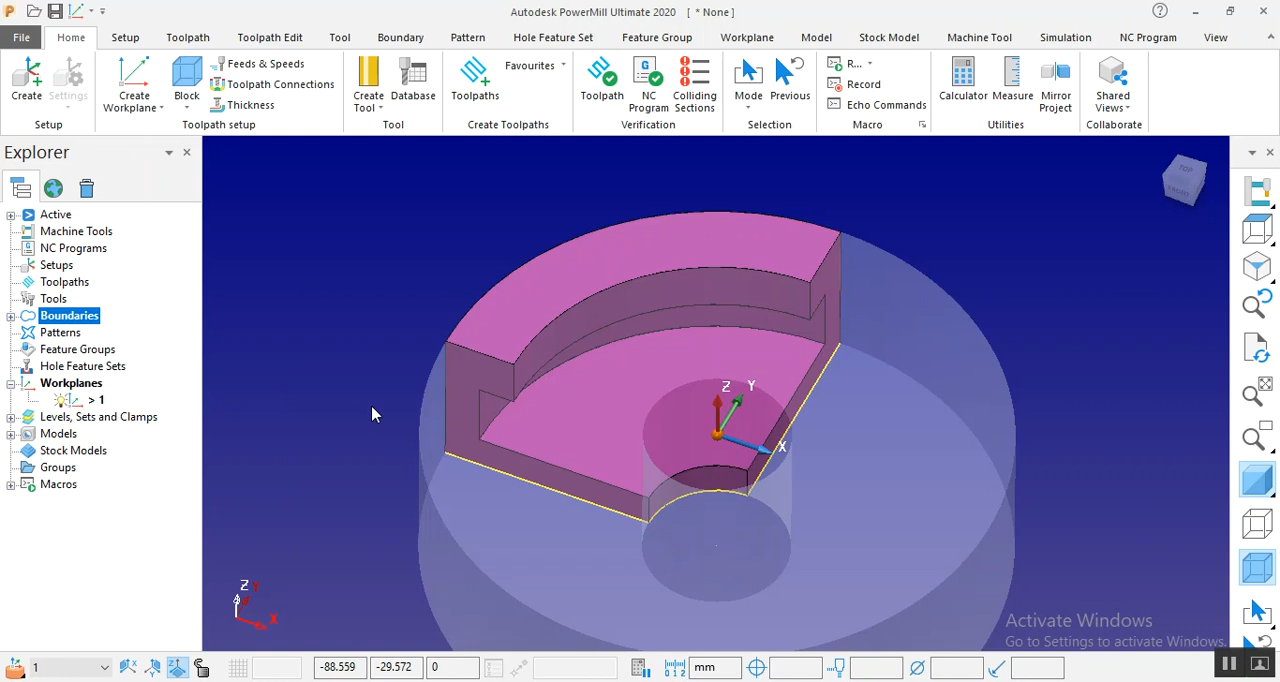 Autodesk PowerMill Ultimate 2020 [ * None ]
File Home Setup Toolpath Toolpath Edit Tool Boundary Pattern Hole Feature Set Feature Group Workplane Model Stock Model Machine Tool Simulation NC Program View
Create
Settings
Setup
Create Workplane
Block
Feeds & Speeds
Toolpath Connections
Thickness
Toolpath setup
Create Tool
Database
Tool
Toolpaths
Favourites
Create Toolpaths
Toolpath
NC Program
Colliding Sections
Verification
Mode
Previous
Selection
R...
Record
Echo Commands
Macro
Calculator
Measure
Mirror Project
Utilities
Shared Views
Collaborate
Explorer
Active
Machine Tools
NC Programs
Setups
Toolpaths
Tools
Boundaries
Patterns
Feature Groups
Hole Feature Sets
Workplanes
> 1
Levels, Sets and Clamps
Models
Stock Models
Groups
Macros
TOP
FRONT
Z Y
X
Z Y
X
Activate Windows
Go to Settings to activate Windows.
1 -88.559 -29.572 0 mm